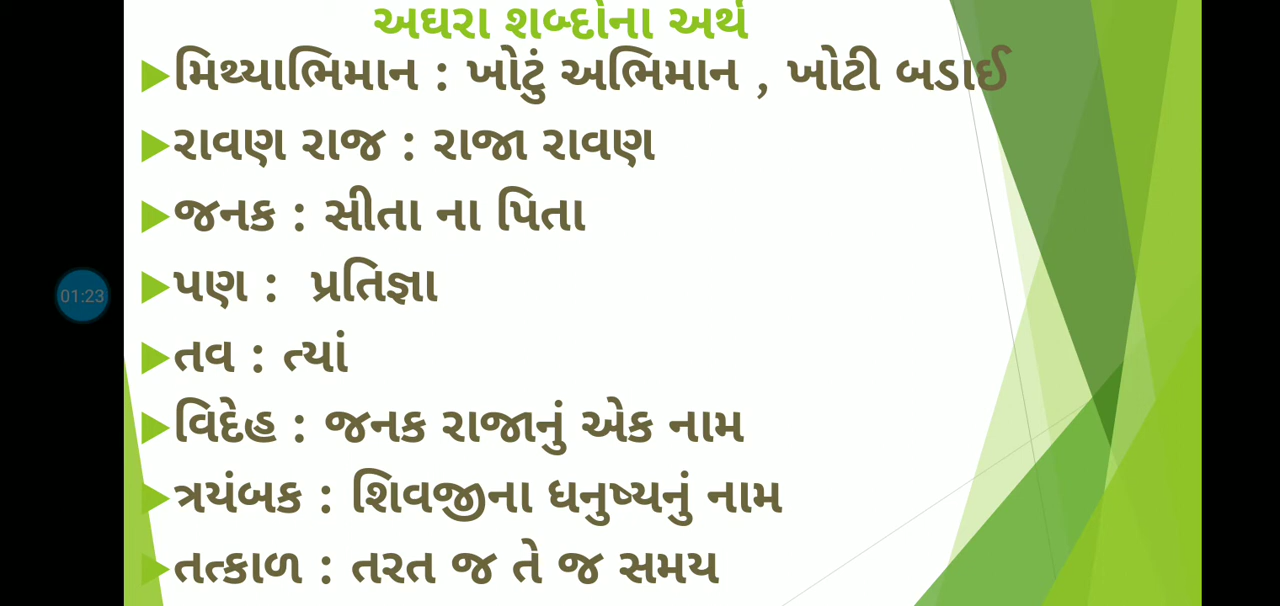 અઘરા શબ્દોના અર્થ
મિથ્યાભિમાન : ખોટું અભિમાન , ખોટી બડાઈ
રાવણ રાજ : રાજા રાવણ
જનક : સીતા ના પિતા
પણ : પ્રતિજ્ઞા
01:23
તવ : ત્યાં
વિદેહ : જનક રાજાનું એક નામ
ત્રયંબક : શિવજીના ધનુષ્યનું નામ
તત્કાળ : તરત જ તે જ સમય